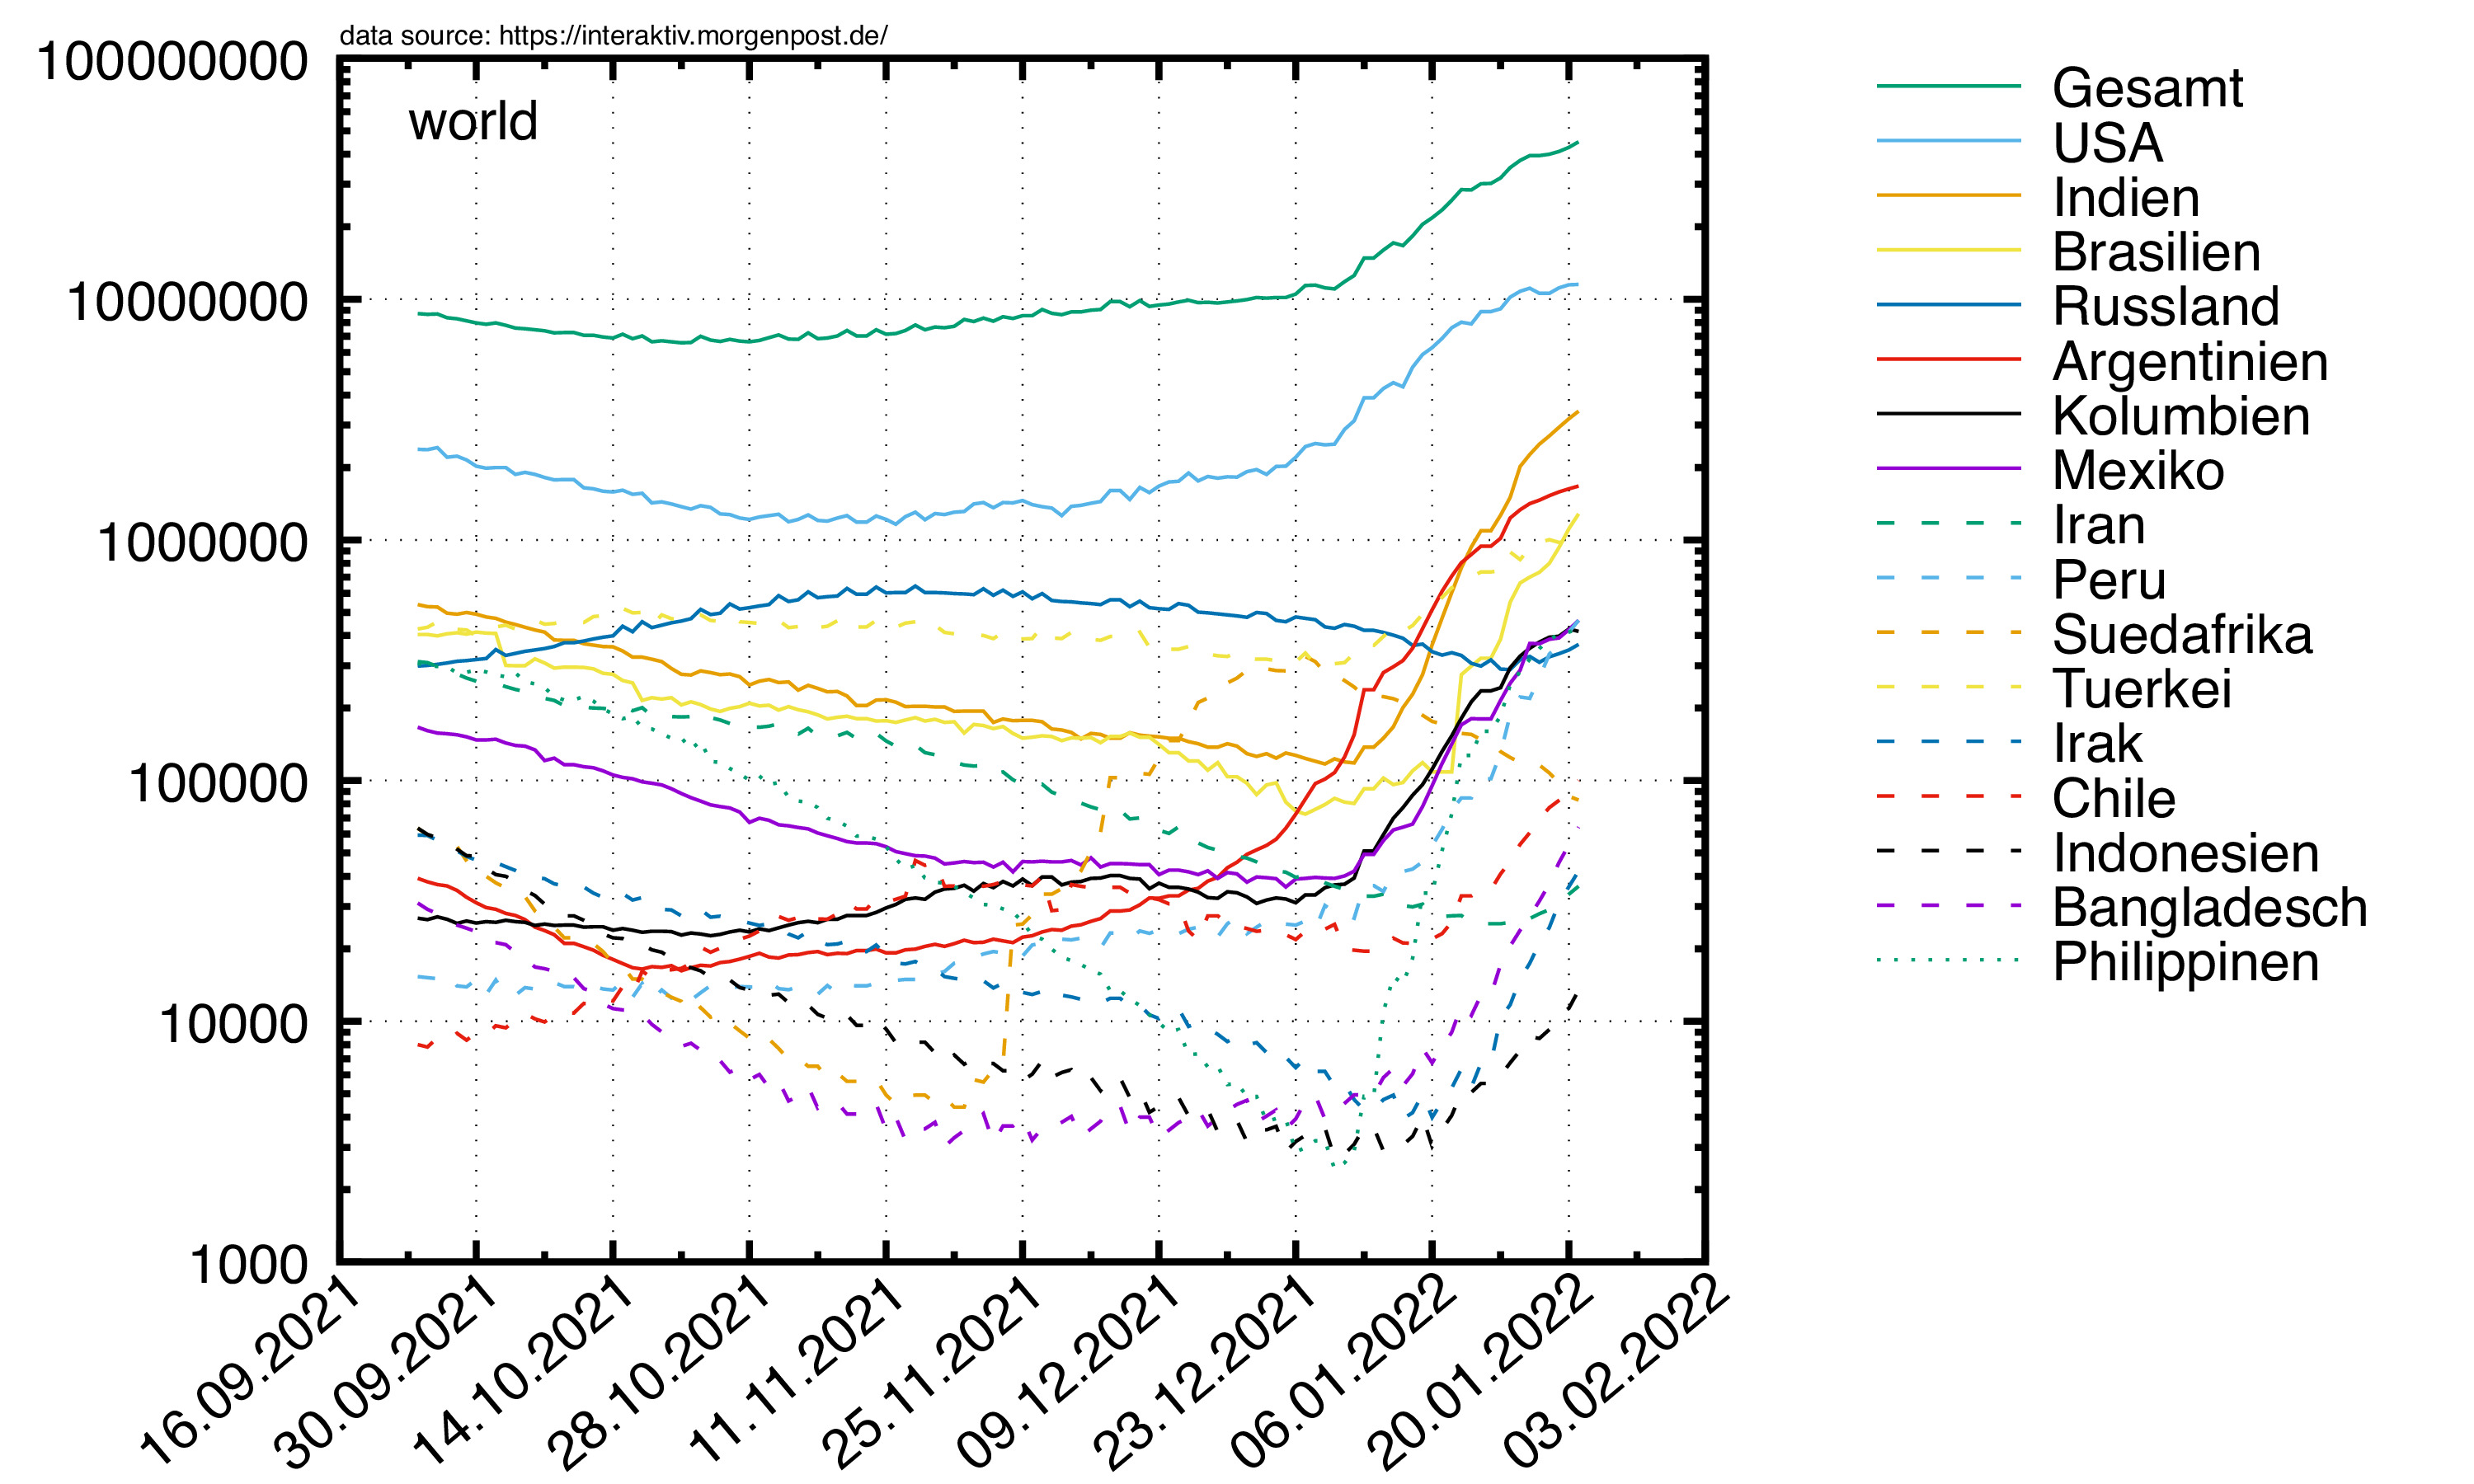 data source: https://interaktiv.morgenpost.de/
world
100000000
10000000
1000000
100000
10000
1000
16.09.2021
30.09.2021
14.10.2021
28.10.2021
11.11.2021
25.11.2021
09.12.2021
23.12.2021
06.01.2022
20.01.2022
03.02.2022
Gesamt
USA
Indien
Brasilien
Russland
Argentinien
Kolumbien
Mexiko
Iran
Peru
Suedafrika
Tuerkei
Irak
Chile
Indonesien
Bangladesch
Philippinen